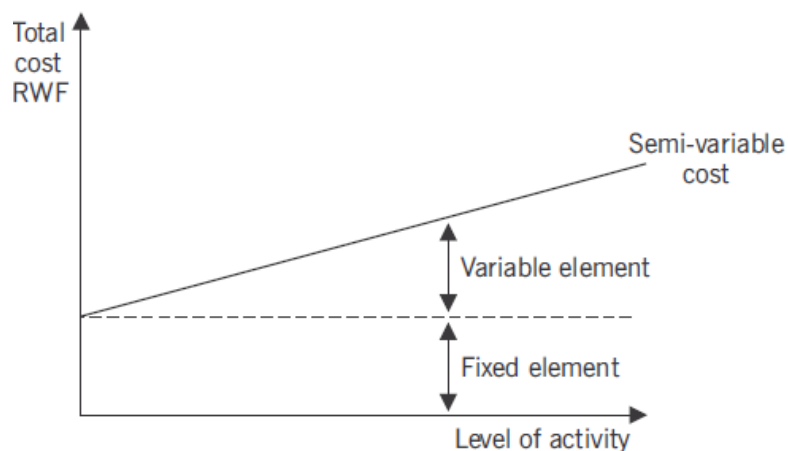 Total
cost
RWF
Semi-variable
cost
Variable element
Fixed element
Level of activity